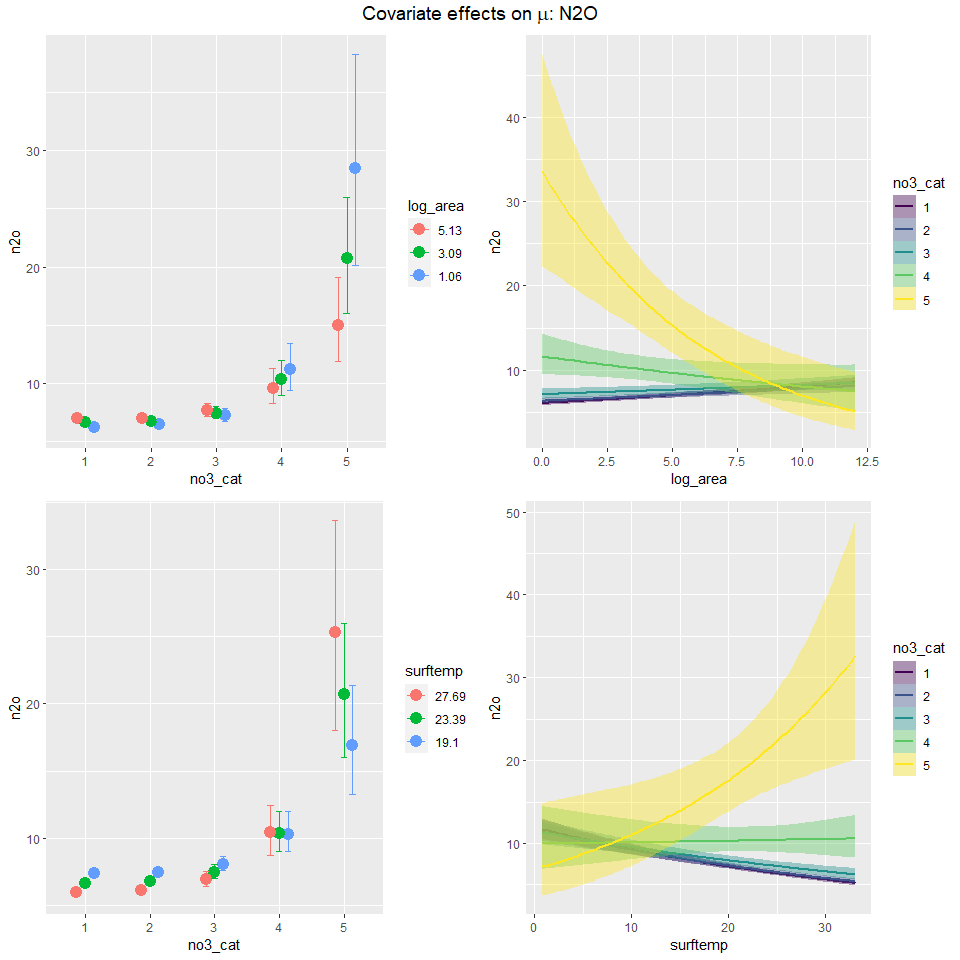 Covariate effects on μ: N2O
n2o
30
20
10
1 2 3 4 5
no3_cat
log_area
5.13
3.09
1.06
n2o
40
30
20
10
0.0 2.5 5.0 7.5 10.0 12.5
log_area
no3_cat
1
2
3
4
5
n2o
30
20
10
1 2 3 4 5
no3_cat
surftemp
27.69
23.39
19.1
n2o
50
40
30
20
10
0 10 20 30
surftemp
no3_cat
1
2
3
4
5